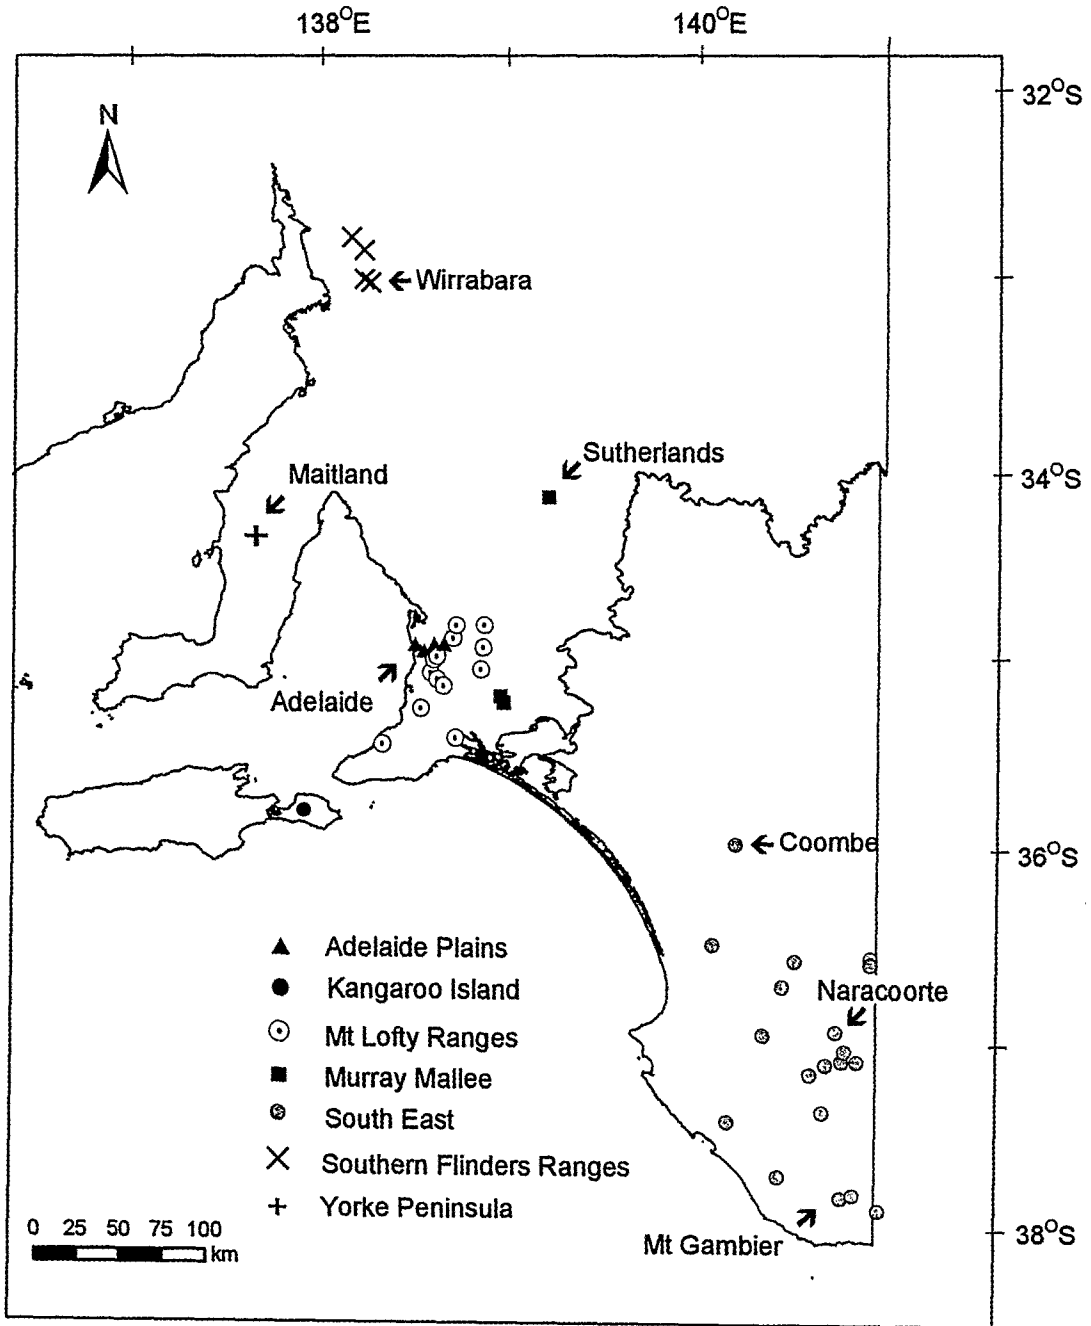 138°E
140°E
32°S
N
Wirrabara
Sutherlands
Maitland
34°S
Adelaide
Coombe
36°S
Adelaide Plains
Kangaroo Island
Naracoorte
Mt Lofty Ranges
Murray Mallee
South East
Southern Flinders Ranges
Yorke Peninsula
0 25 50 75 100
km
38°S
Mt Gambier